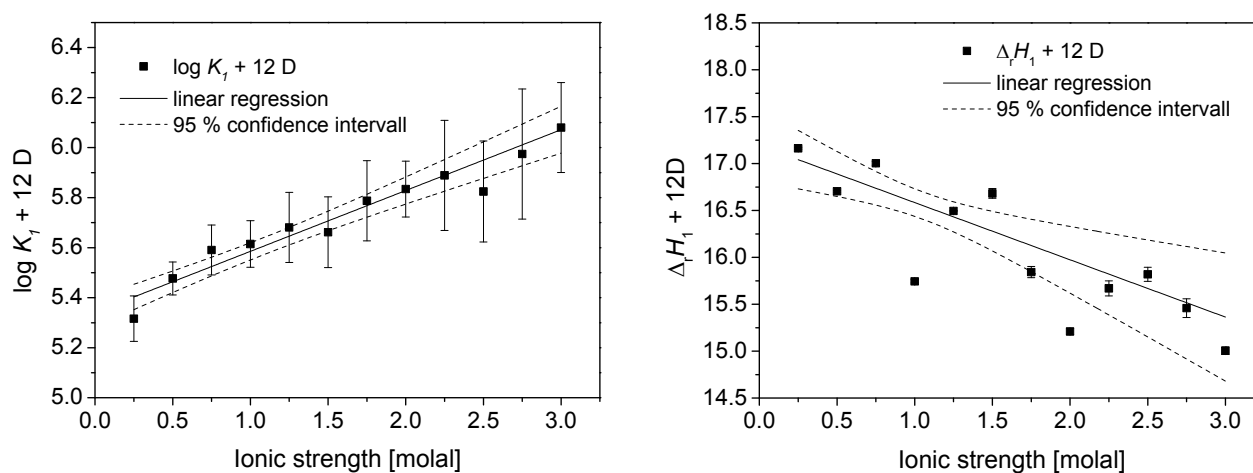 6.4
6.2
6.0
5.8
5.6
5.4
5.2
5.0
log K1 + 12 D
log K1 + 12 D
linear regression
95 % confidence intervall
0.0 0.5 1.0 1.5 2.0 2.5 3.0
Ionic strength [molal]
18.5
18.0
17.5
17.0
16.5
16.0
15.5
15.0
14.5
ΔrH1 + 12D
ΔrH1 + 12 D
linear regression
95 % confidence intervall
0.0 0.5 1.0 1.5 2.0 2.5 3.0
Ionic strength [molal]